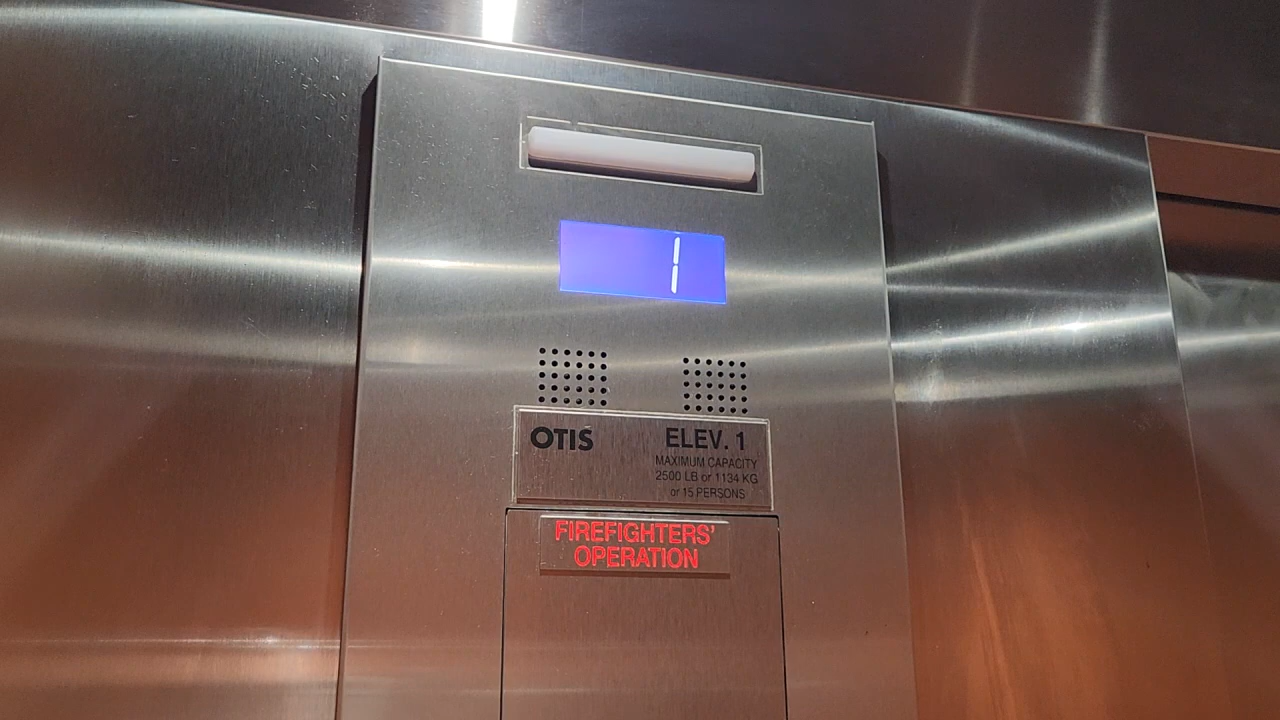 1
OTIS ELEV. 1
MAXIMUM CAPACITY
2500 LB or 1134 KG
or 15 PERSONS
FIREFIGHTERS'
OPERATION